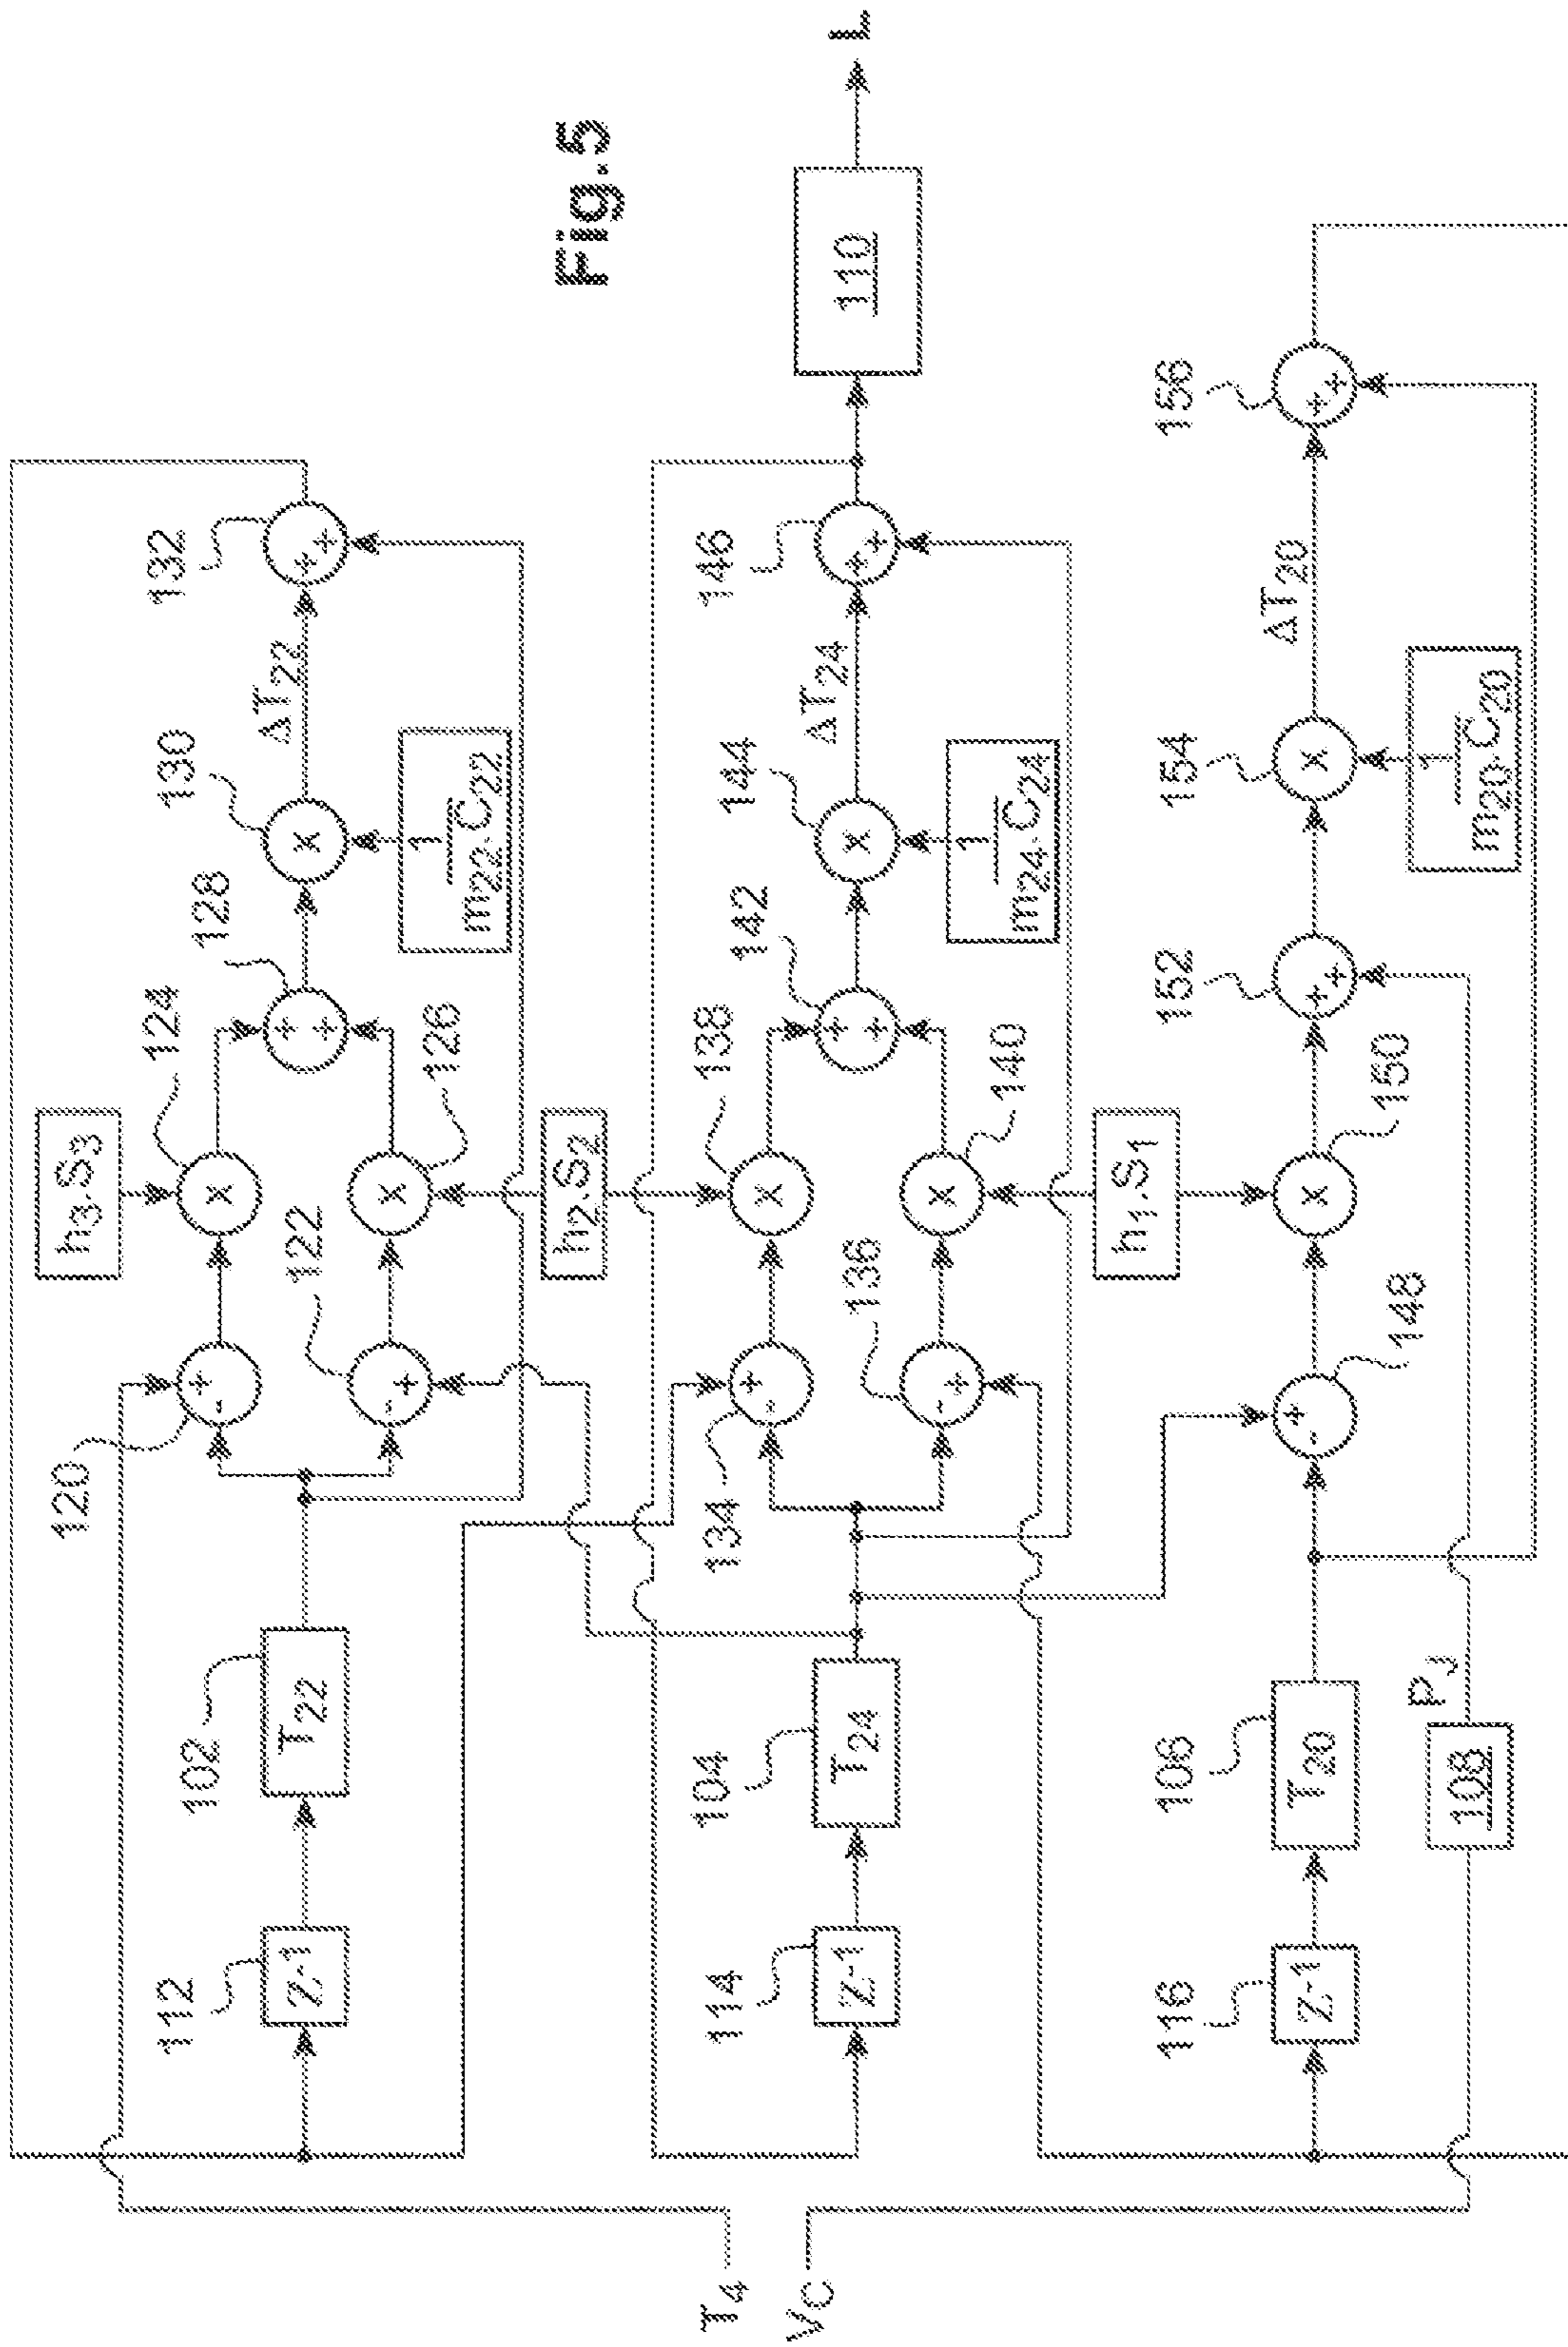 Fig.5
T4
VC
112
Z-1
102
T22
120
122
h3.S3
124
126
128
130
1
m22.C22
ΔT22
132
114
Z-1
104
T24
134
136
h2.S2
138
140
142
144
1
m24.C24
ΔT24
146
110
L
116
Z-1
106
T20
108
PJ
148
h1.S1
150
152
154
1
m20.C20
ΔT20
156
+
-
-
+
x
x
+
+
x
+
+
+
-
-
+
x
x
+
+
x
+
+
+
-
x
+
+
x
+
+